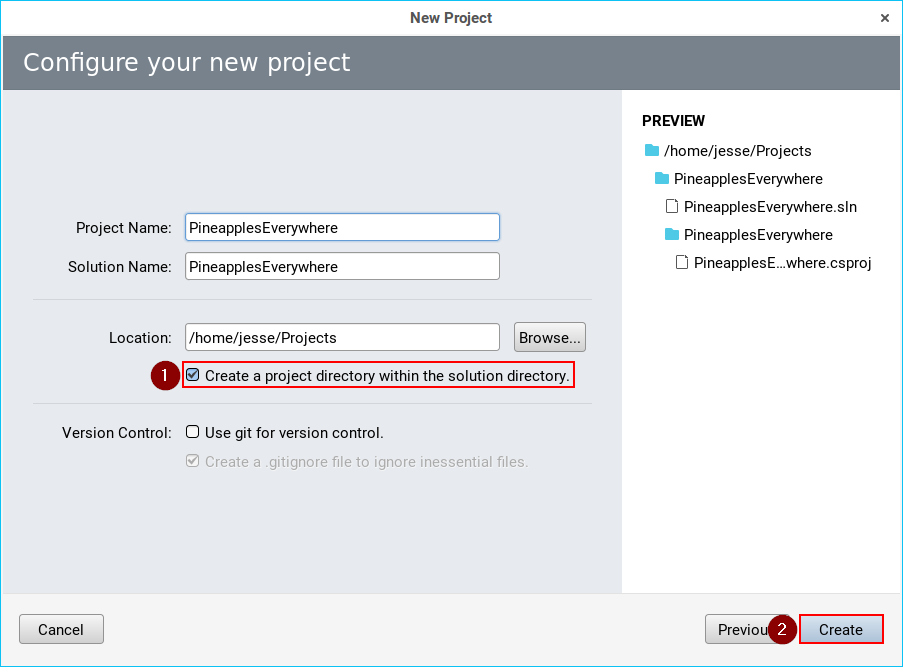 New Project
×
Configure your new project
Project Name: PineapplesEverywhere
Solution Name: PineapplesEverywhere
Location: /home/jesse/Projects Browse...
1 Create a project directory within the solution directory.
Version Control: Use git for version control.
Create a .gitignore file to ignore inessential files.
PREVIEW
/home/jesse/Projects
PineapplesEverywhere
PineapplesEverywhere.sln
PineapplesEverywhere
PineapplesE...where.csproj
Cancel Previou 2 Create